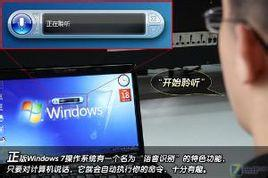 正在聆听
“开始聆听”
Windows
正版Windows 7操作系统有一个名为“语音识别”的特色功能，
只要对计算机说话，它就会自动执行你的命令，十分有趣。